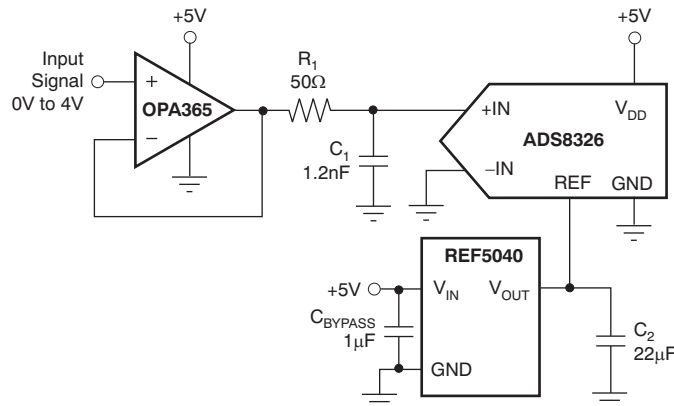 +5V
Input
Signal
0V to 4V
+
OPA365
−
R1
50Ω
C1
1.2nF
+5V
+IN
VDD
ADS8326
−IN
REF
GND
REF5040
+5V
VIN
VOUT
CBYPASS
1μF
GND
C2
22μF